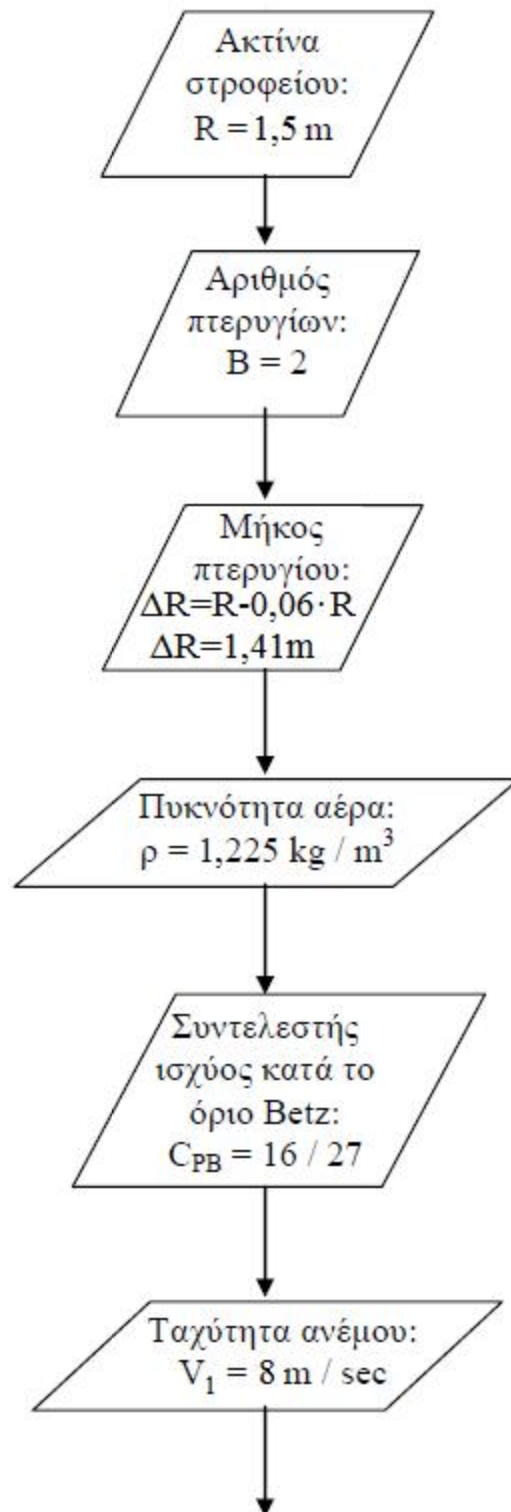 Ακτίνα
στροφείου:
R = 1,5 m
Αριθμός
πτερυγίων:
B = 2
Μήκος
πτερυγίου:
ΔR=R-0,06· R
ΔR=1,41m
Πυκνότητα αέρα:
ρ = 1,225 kg / m³
Συντελεστής
ισχύος κατά το
όριο Betz:
C_PB = 16 / 27
Ταχύτητα ανέμου:
V₁ = 8 m / sec